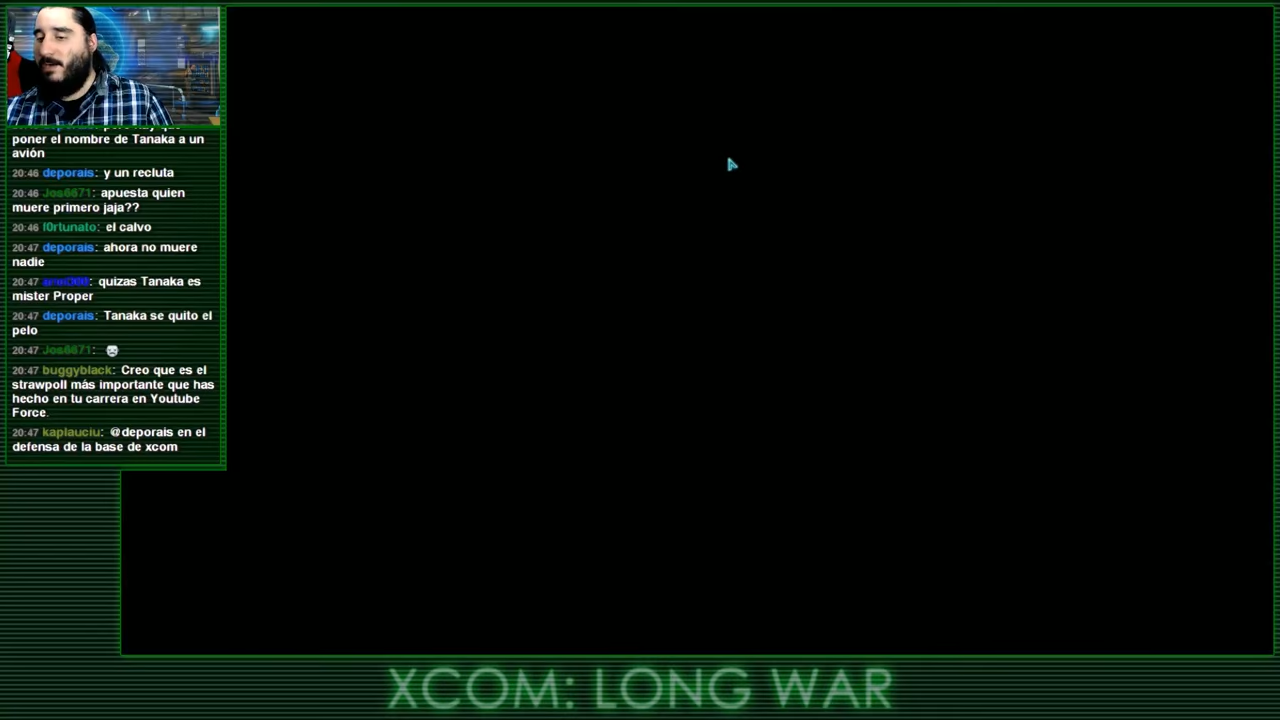 poner el nombre de Tanaka a un
avión
20:46 deporais: y un recluta
20:46 Jos6671: apuesta quien
muere primero jaja??
20:46 f0rtunato: el calvo
20:47 deporais: ahora no muere
nadie
20:47 : quizas Tanaka es
mister Proper
20:47 deporais: Tanaka se quito el
pelo
20:47 Jos6671:
20:47 buggyblack: Creo que es el
strawpoll más importante que has
hecho en tu carrera en Youtube
Force.
20:47 kaplauciu: @deporais en el
defensa de la base de xcom
XCOM: LONG WAR